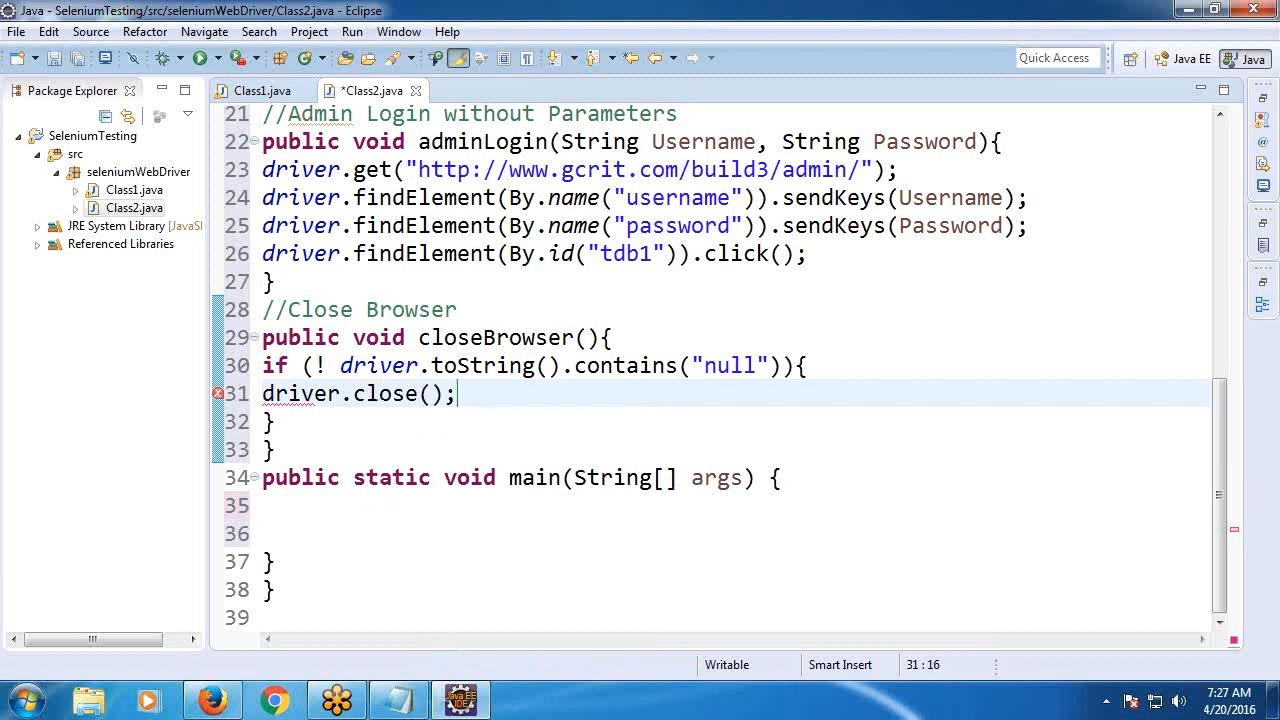 Java - SeleniumTesting/src/seleniumWebDriver/Class2.java - Eclipse
File Edit Source Refactor Navigate Search Project Run Window Help
Quick Access Java EE Java
Package Explorer
SeleniumTesting
src
seleniumWebDriver
Class1.java
Class2.java
JRE System Library [JavaS
Referenced Libraries
Class1.java *Class2.java
21 //Admin Login without Parameters
22 public void adminLogin(String Username, String Password){
23 driver.get("http://www.gcrit.com/build3/admin/");
24 driver.findElement(By.name("username")).sendKeys(Username);
25 driver.findElement(By.name("password")).sendKeys(Password);
26 driver.findElement(By.id("tdb1")).click();
27 }
28 //Close Browser
29 public void closeBrowser(){
30 if (! driver.toString().contains("null")){
31 driver.close();
32 }
33 }
34 public static void main(String[] args) {
35
36
37 }
38 }
39
Writable Smart Insert 31 : 16
Java EE
IDE
7:27 AM
4/20/2016